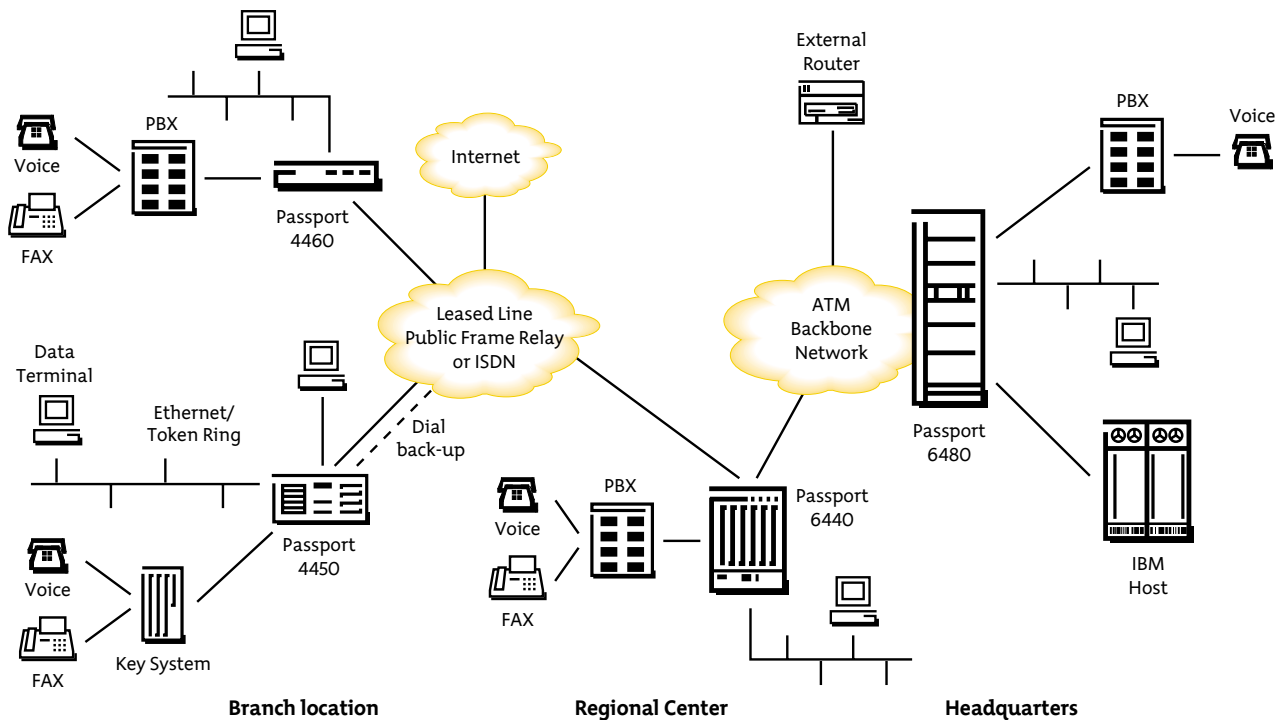 External
Router
PBX
Voice
PBX
Voice
FAX
Passport
4460
Internet
Leased Line
Public Frame Relay
or ISDN
ATM
Backbone
Network
Passport
6480
Data
Terminal
Ethernet/
Token Ring
Dial
back-up
Passport
4450
Voice
FAX
Key System
PBX
Voice
FAX
Passport
6440
IBM
Host
Branch location
Regional Center
Headquarters